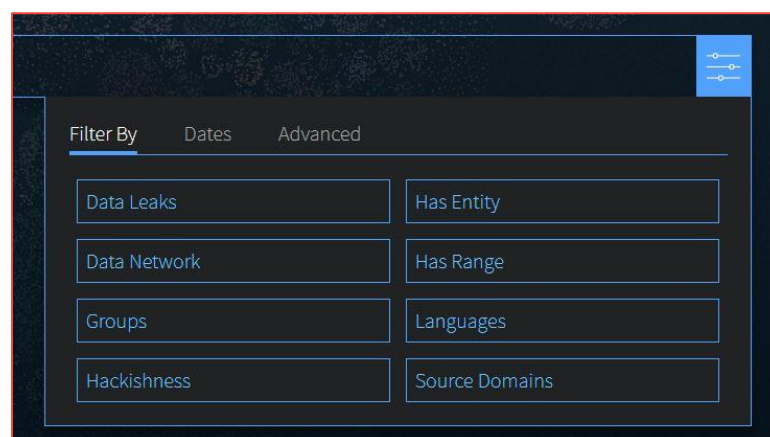 Filter By Dates Advanced
Data Leaks Has Entity
Data Network Has Range
Groups Languages
Hackishness Source Domains